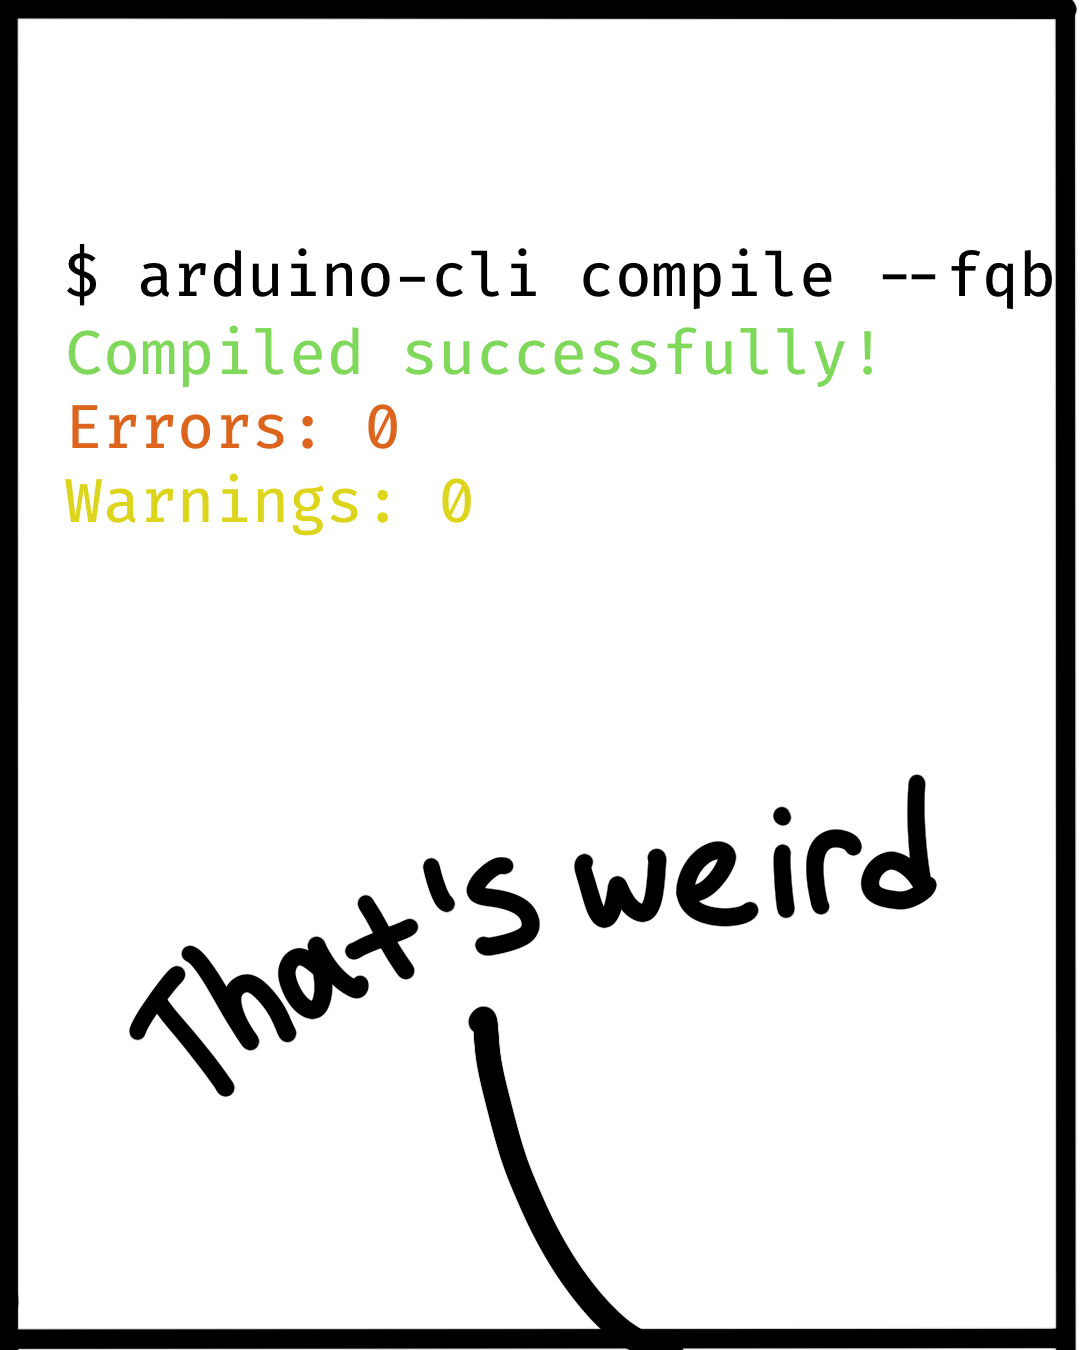 $ arduino-cli compile --fqb
Compiled successfully!
Errors: 0
Warnings: 0
That's weird